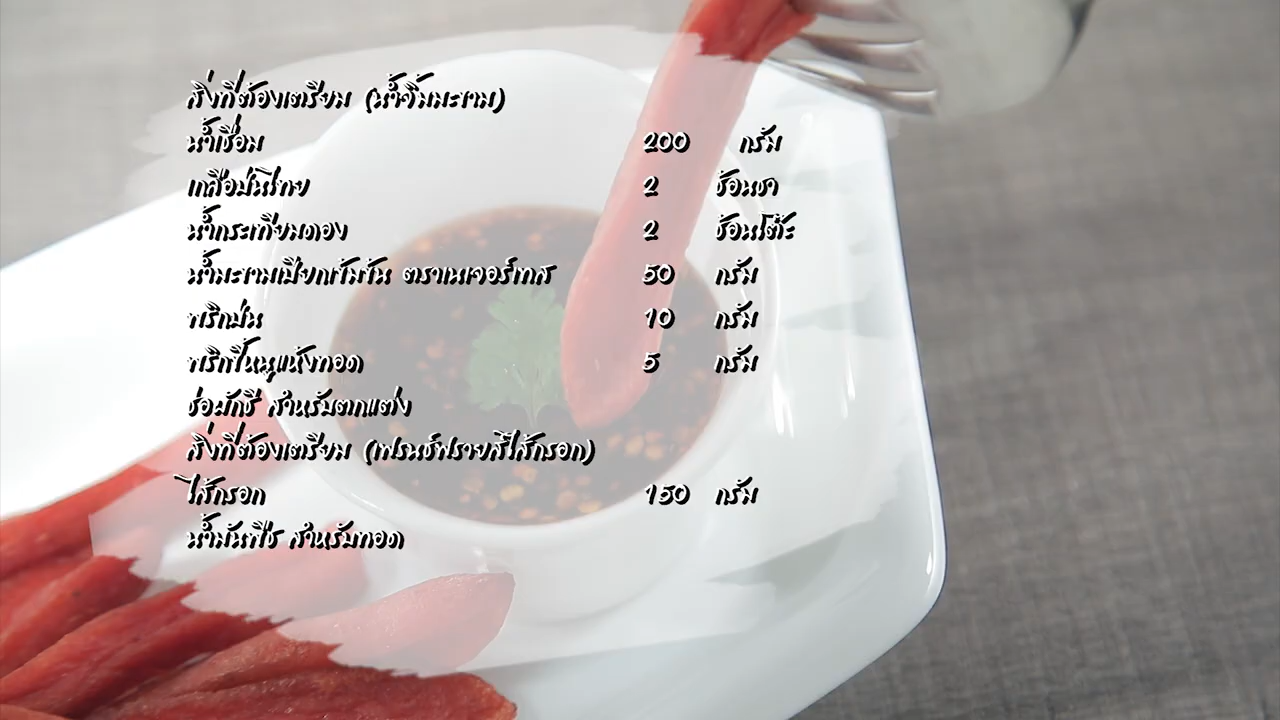 สิ่งที่ต้องเตรียม (น้ำจิ้มมะขาม)
น้ำเชื่อม 200 กรัม
เกลือป่นไทย 2 ช้อนชา
น้ำกระเทียมดอง 2 ช้อนโต๊ะ
น้ำมะขามเปียกเข้มข้น ตราเนเจอร์เทส 50 กรัม
พริกป่น 10 กรัม
พริกขี้หนูแห้งทอด 5 กรัม
ช่อผักชี สำหรับตกแต่ง
สิ่งที่ต้องเตรียม (เฟรนช์ฟรายส์ไส้กรอก)
ไส้กรอก 150 กรัม
น้ำมันพืช สำหรับทอด